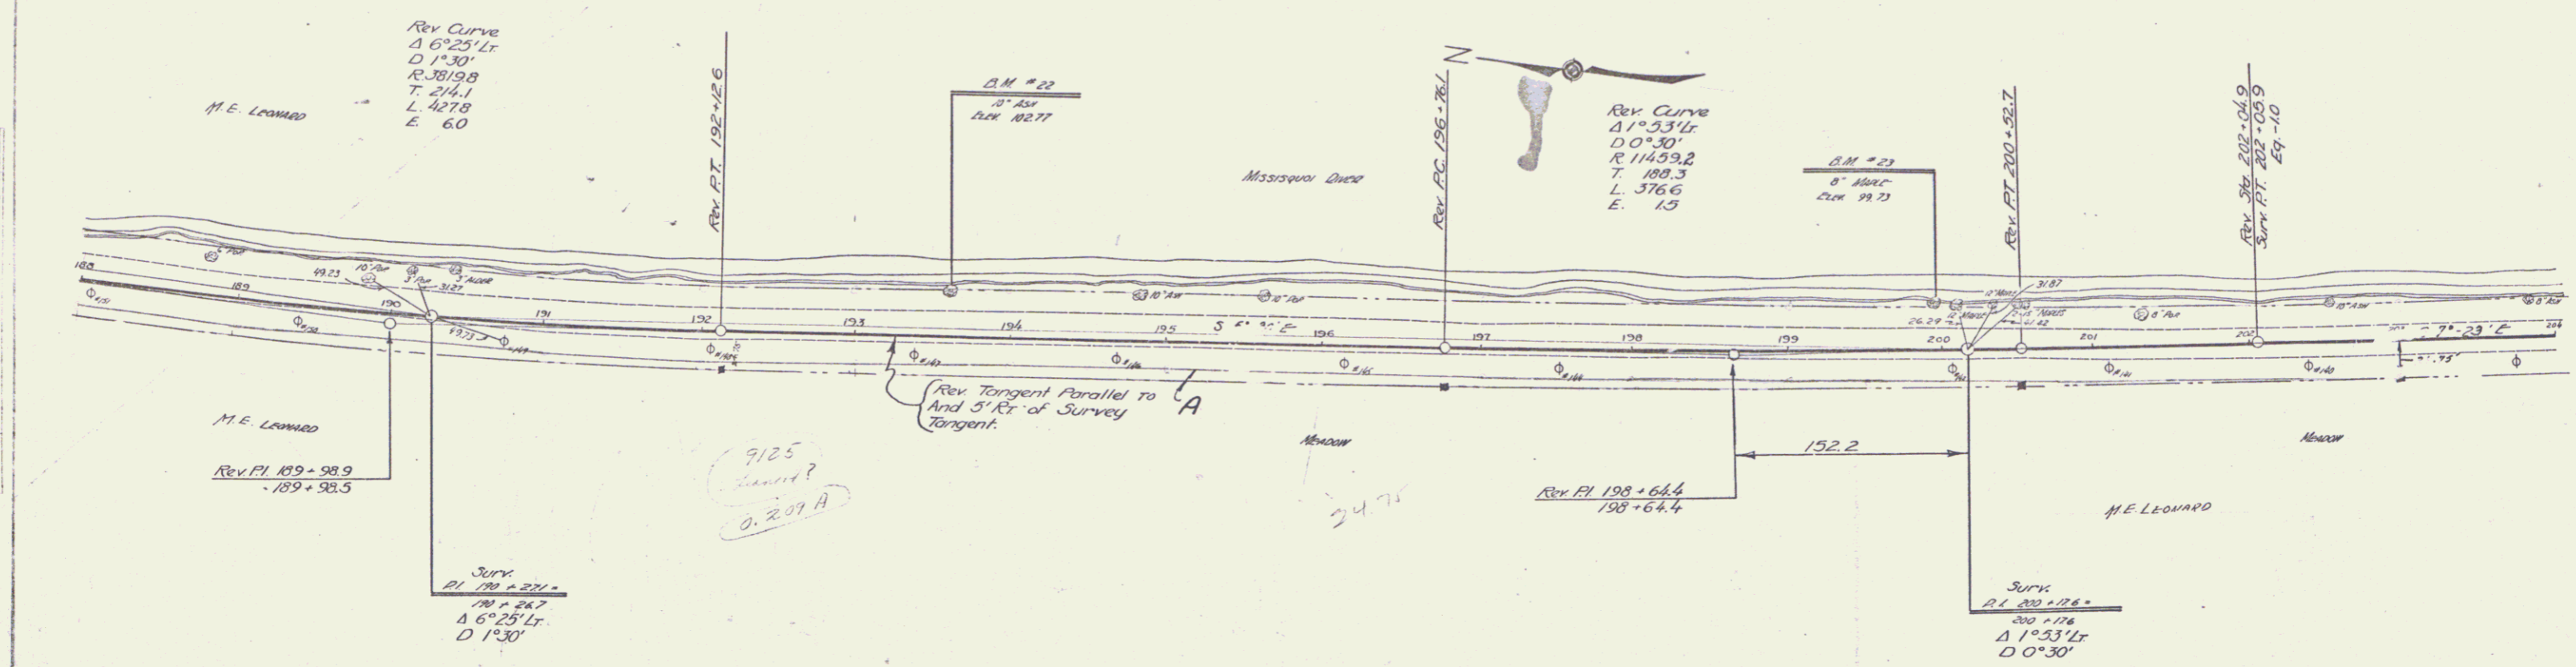 Rev. Curve
Δ 6°25' Lt.
D 1°30'
R. 3819.8
T. 214.1
L. 427.8
E. 6.0
M.E. LEONARD
Rev. P.T. 192+12.6
B.M. #22
10" ASH
ELEV. 102.77
MISSISQUOI RIVER
Rev. P.C. 196+76.1
N
Rev. Curve
Δ 1°53' Lt.
D 0°30'
R. 11459.2
T. 188.3
L. 376.6
E. 1.5
B.M. #23
8" MAPLE
ELEV. 99.73
Rev. P.T. 200+52.7
Rev. Sta. 202+04.9
Surv. P.T. 202+05.9
Eq. -1.0
188
189
190
191
192
193
194
195
196
197
198
199
200
201
202
204
49.23
10" POP
5" ALDER
31.27
10" ASH
10" POP
12" MAPLE
31.87
26.29
8" POP
10" ASH
8" ASH
7°-23' E
Rev. Tangent Parallel To
And 5' Rt. of Survey
Tangent.
A
M.E. LEONARD
Rev. P.I. 189+98.9
189+98.5
9125
0.209 A
MEADOW
24.75
Rev. P.I. 198+64.4
198+64.4
152.2
MEADOW
M.E. LEONARD
Surv.
P.I. 190+27.1=
190+26.7
Δ 6°25' Lt.
D 1°30'
Surv.
P.I. 200+17.6=
200+17.6
Δ 1°53' Lt.
D 0°30'